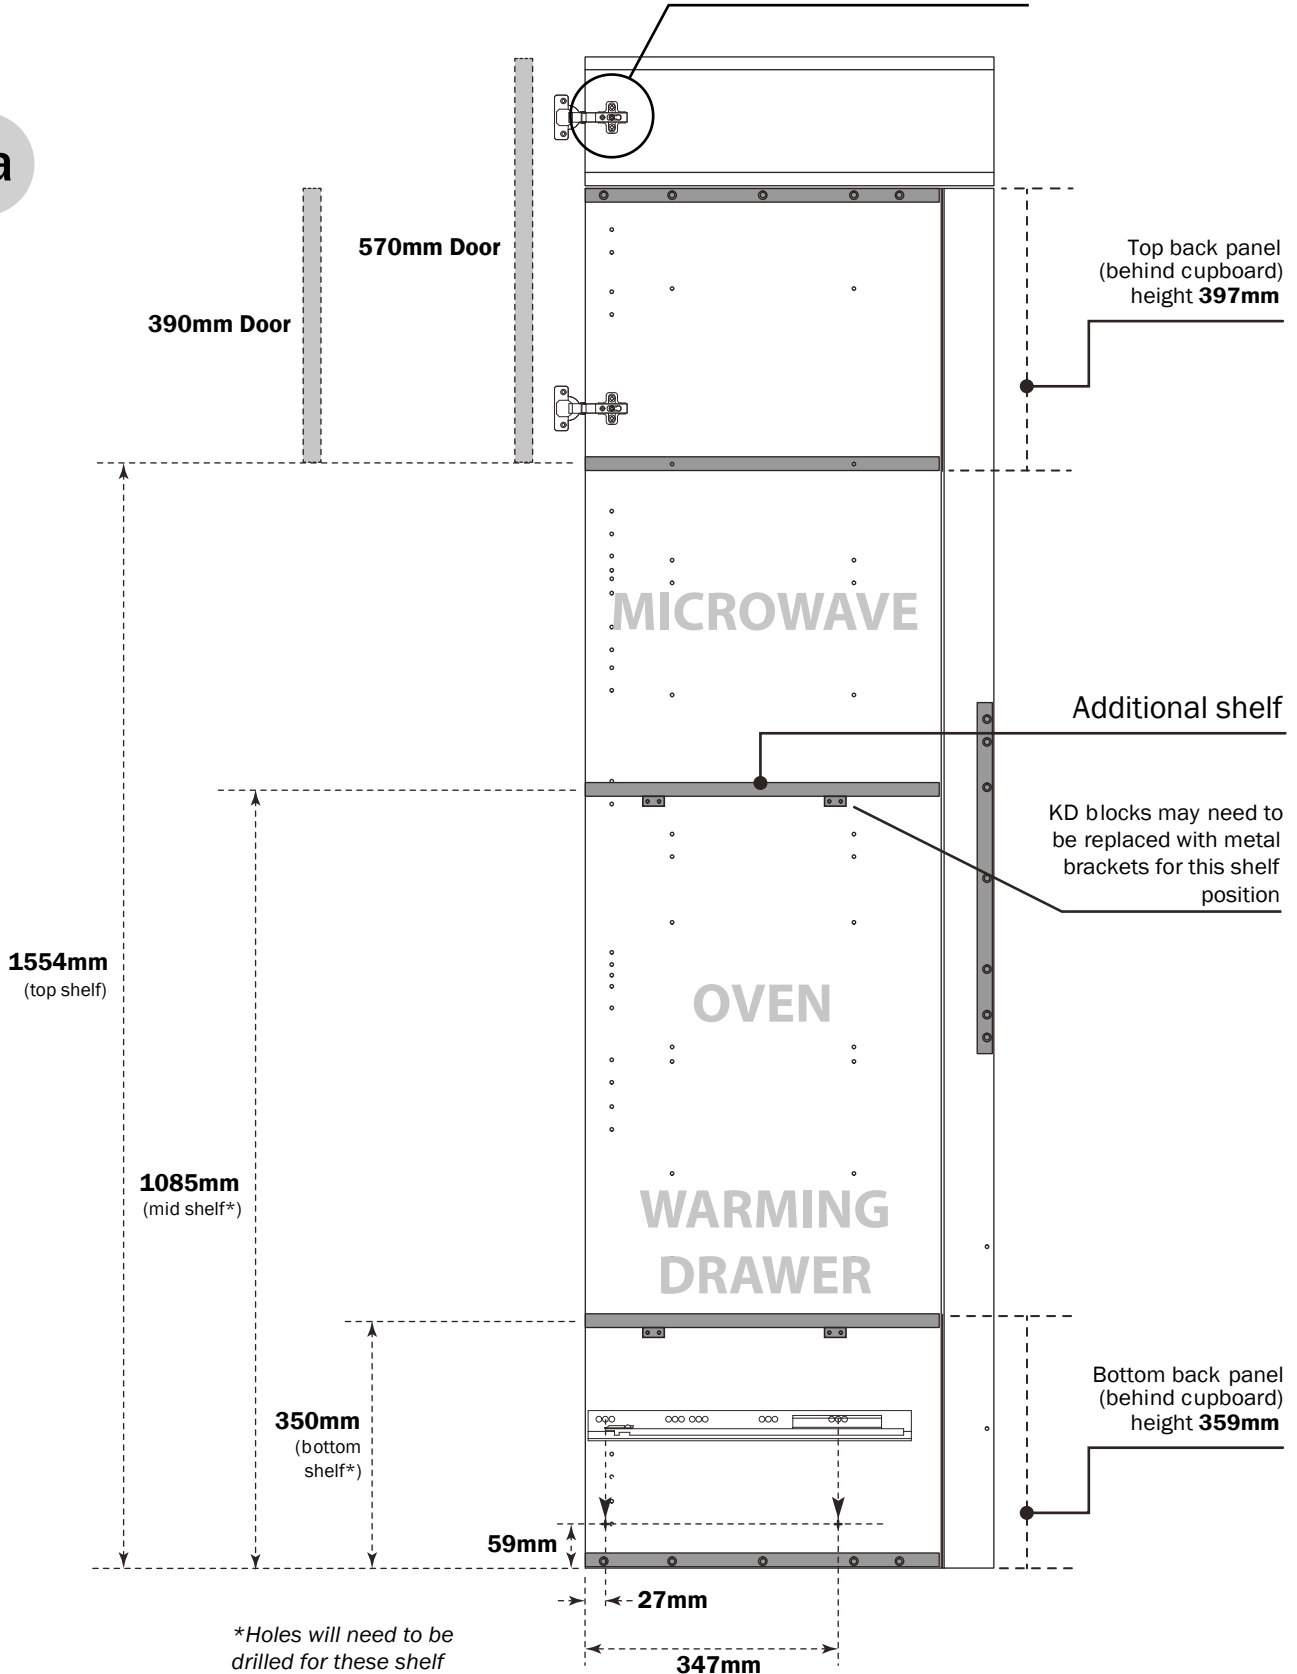 a
570mm Door
390mm Door
Top back panel
(behind cupboard)
height 397mm
MICROWAVE
Additional shelf
KD blocks may need to
be replaced with metal
brackets for this shelf
position
1554mm
(top shelf)
OVEN
1085mm
(mid shelf*)
WARMING
DRAWER
350mm
(bottom
shelf*)
Bottom back panel
(behind cupboard)
height 359mm
59mm
27mm
347mm
*Holes will need to be
drilled for these shelf